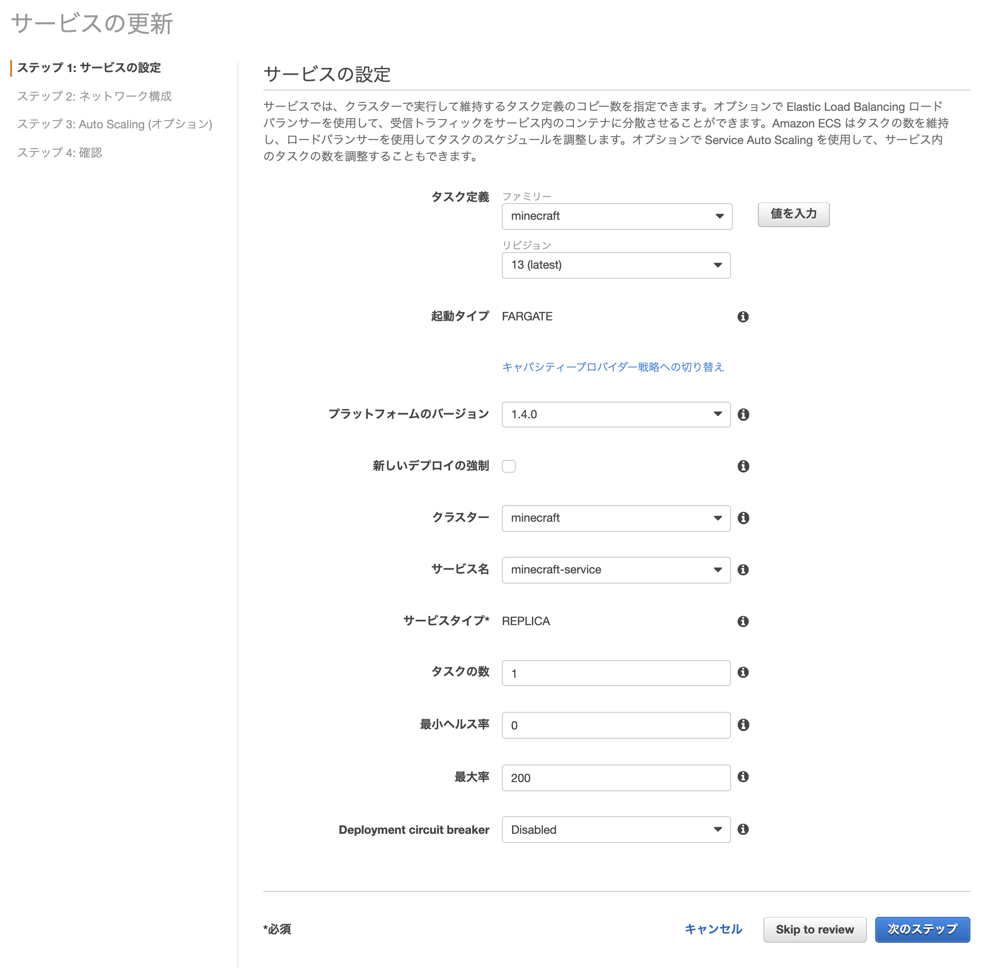 サービスの更新
ステップ 1: サービスの設定
ステップ 2: ネットワーク構成
ステップ 3: Auto Scaling (オプション)
ステップ 4: 確認
サービスの設定
サービスでは、クラスターで実行して維持するタスク定義のコピー数を指定できます。オプションで Elastic Load Balancing ロード
バランサーを使用して、受信トラフィックをサービス内のコンテナに分散させることができます。Amazon ECS はタスクの数を維持
し、ロードバランサーを使用してタスクのスケジュールを調整します。オプションで Service Auto Scaling を使用して、サービス内
のタスクの数を調整することもできます。
タスク定義 ファミリー
minecraft 値を入力
リビジョン
13 (latest)
起動タイプ FARGATE
キャパシティープロバイダー戦略への切り替え
プラットフォームのバージョン 1.4.0
新しいデプロイの強制
クラスター minecraft
サービス名 minecraft-service
サービスタイプ* REPLICA
タスクの数 1
最小ヘルス率 0
最大率 200
Deployment circuit breaker Disabled
*必須 キャンセル Skip to review 次のステップ